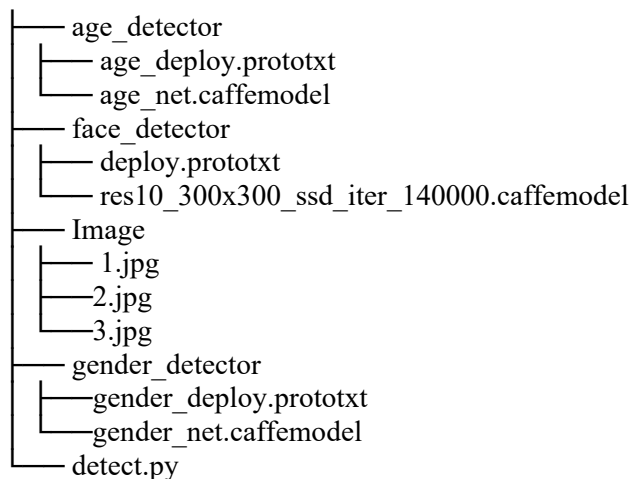 age_detector
age_deploy.prototxt
age_net.caffemodel
face_detector
deploy.prototxt
res10_300x300_ssd_iter_140000.caffemodel
Image
1.jpg
2.jpg
3.jpg
gender_detector
gender_deploy.prototxt
gender_net.caffemodel
detect.py